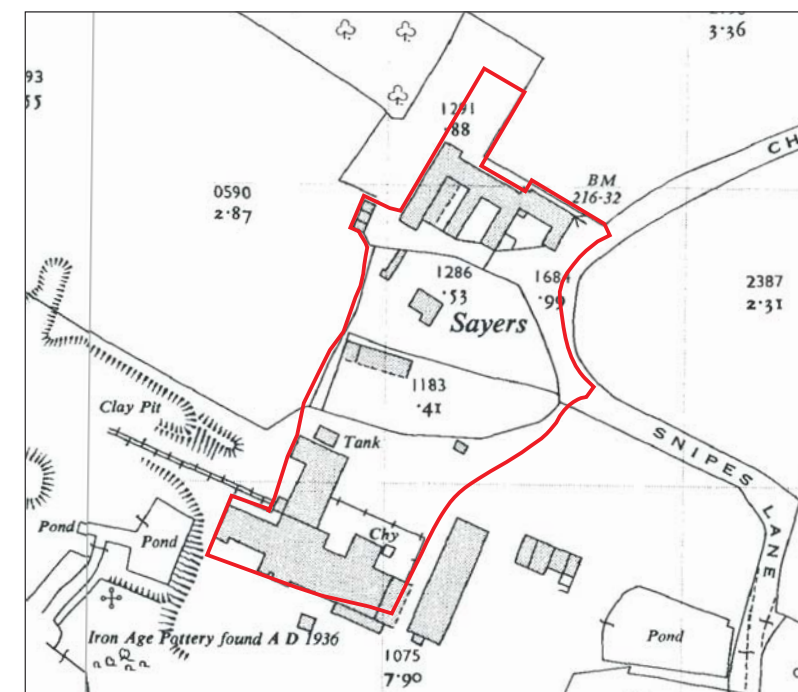 3·36
93
55
1291
·88
CH
BM
216·32
0590
2·87
1286
·53
1684
·99
2387
2·31
Sayers
1183
·41
Clay Pit
Tank
SNIPES LANE
Pond
Pond
Chy
Iron Age Pottery found A D 1936
Pond
1075
7·90